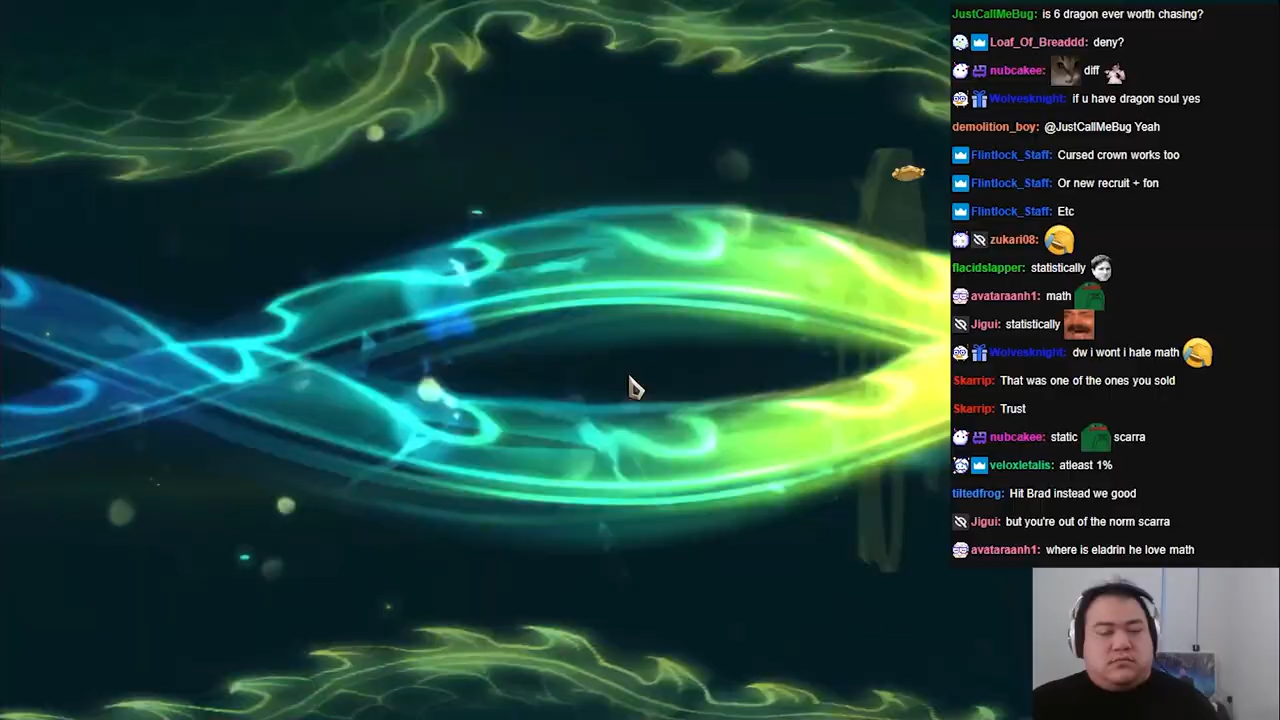 JustCallMeBug: is 6 dragon ever worth chasing?
Loaf_Of_Breaddd: deny?
nubcakee: diff
Wolvesknight: if u have dragon soul yes
demolition_boy: @JustCallMeBug Yeah
Flintlock_Staff: Cursed crown works too
Flintlock_Staff: Or new recruit + fon
Flintlock_Staff: Etc
zukari08:
flacidslapper: statistically
avataraanh1: math
Jigui: statistically
Wolvesknight: dw i wont i hate math
Skarrip: That was one of the ones you sold
Skarrip: Trust
nubcakee: static scarra
veloxletalis: atleast 1%
tiltedfrog: Hit Brad instead we good
Jigui: but you're out of the norm scarra
avataraanh1: where is eladrin he love math